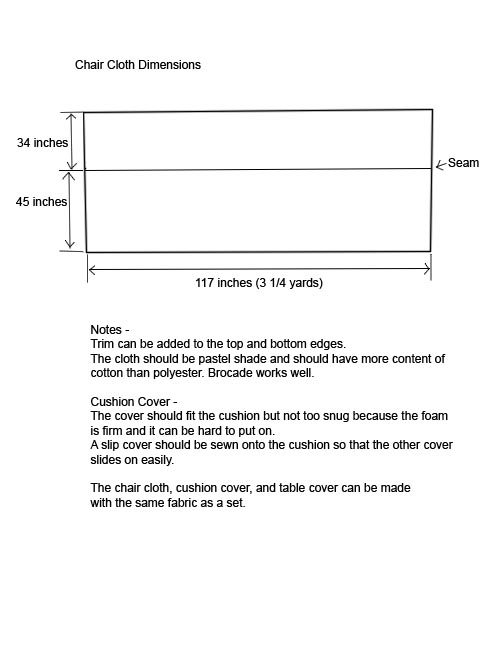 Chair Cloth Dimensions
34 inches
Seam
45 inches
117 inches (3 1/4 yards)
Notes -
Trim can be added to the top and bottom edges.
The cloth should be pastel shade and should have more content of
cotton than polyester. Brocade works well.
Cushion Cover -
The cover should fit the cushion but not too snug because the foam
is firm and it can be hard to put on.
A slip cover should be sewn onto the cushion so that the other cover
slides on easily.
The chair cloth, cushion cover, and table cover can be made
with the same fabric as a set.